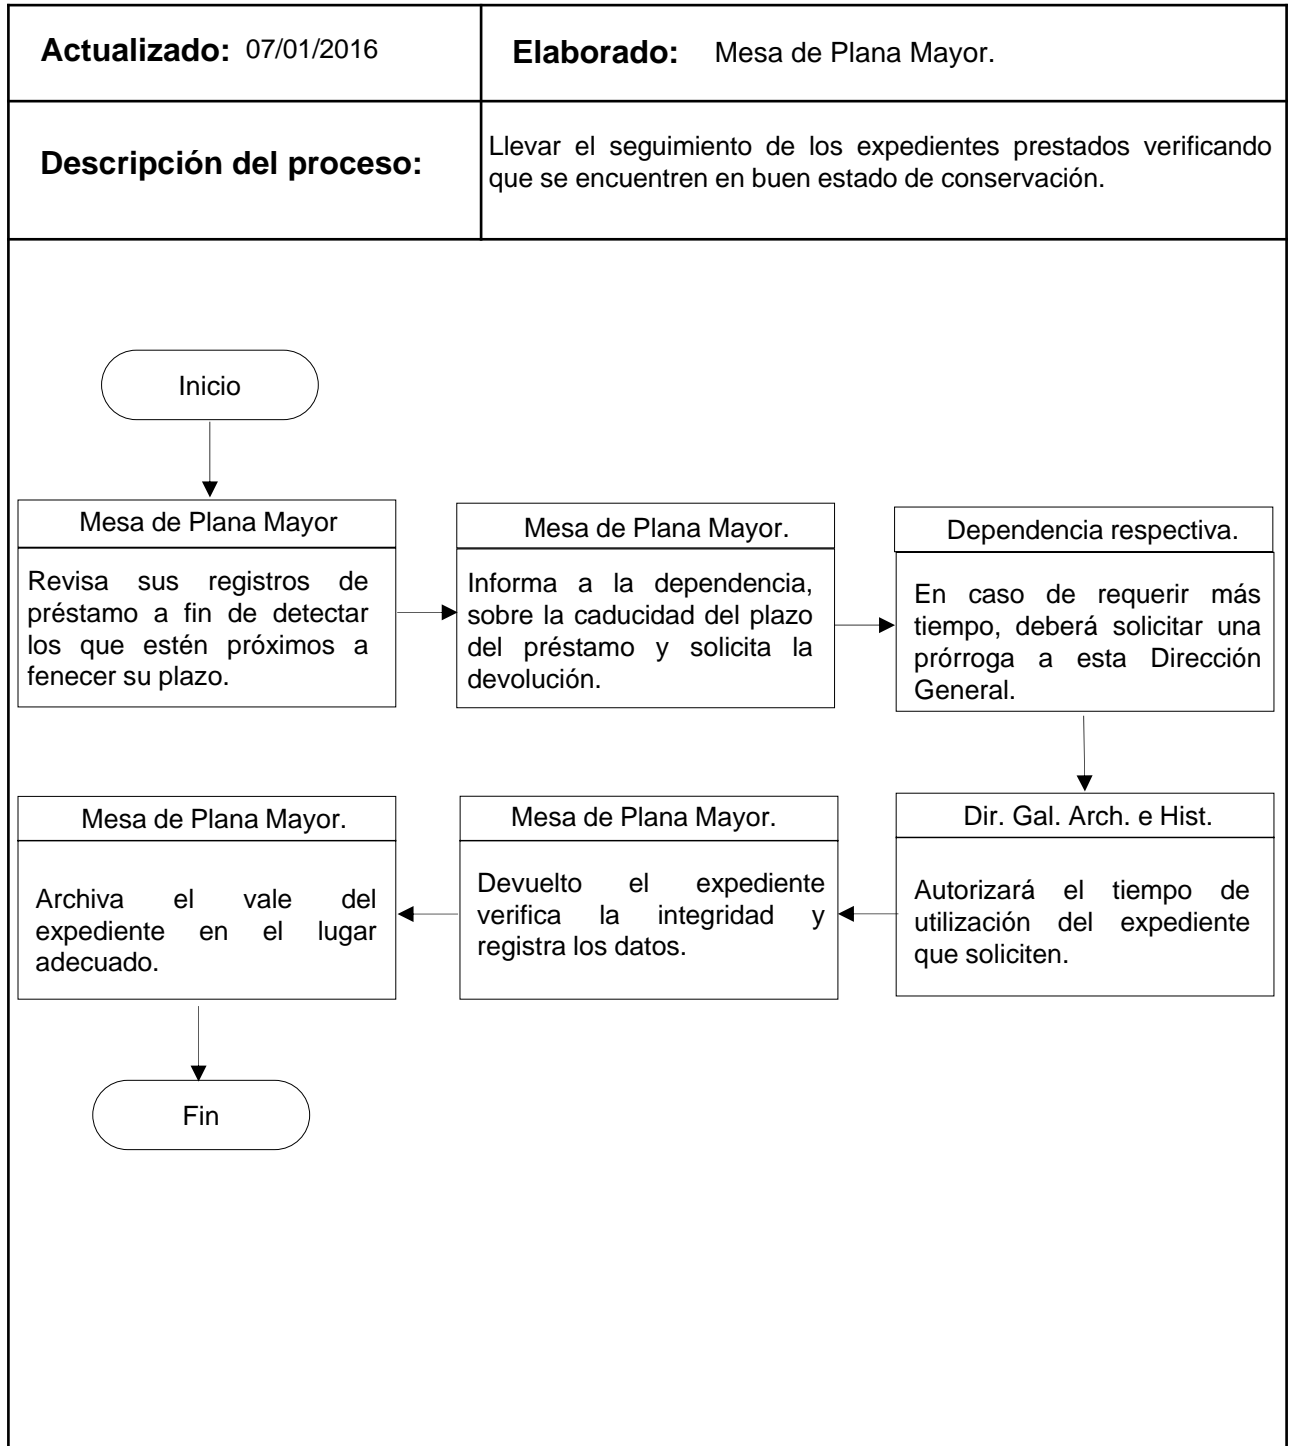 Actualizado: 07/01/2016
Elaborado: Mesa de Plana Mayor.
Descripción del proceso:
Llevar el seguimiento de los expedientes prestados verificando
que se encuentren en buen estado de conservación.
Inicio
Mesa de Plana Mayor
Revisa sus registros de
préstamo a fin de detectar
los que estén próximos a
fenecer su plazo.
Mesa de Plana Mayor.
Informa a la dependencia,
sobre la caducidad del plazo
del préstamo y solicita la
devolución.
Dependencia respectiva.
En caso de requerir más
tiempo, deberá solicitar una
prórroga a esta Dirección
General.
Dir. Gal. Arch. e Hist.
Autorizará el tiempo de
utilización del expediente
que soliciten.
Mesa de Plana Mayor.
Devuelto el expediente
verifica la integridad y
registra los datos.
Mesa de Plana Mayor.
Archiva el vale del
expediente en el lugar
adecuado.
Fin